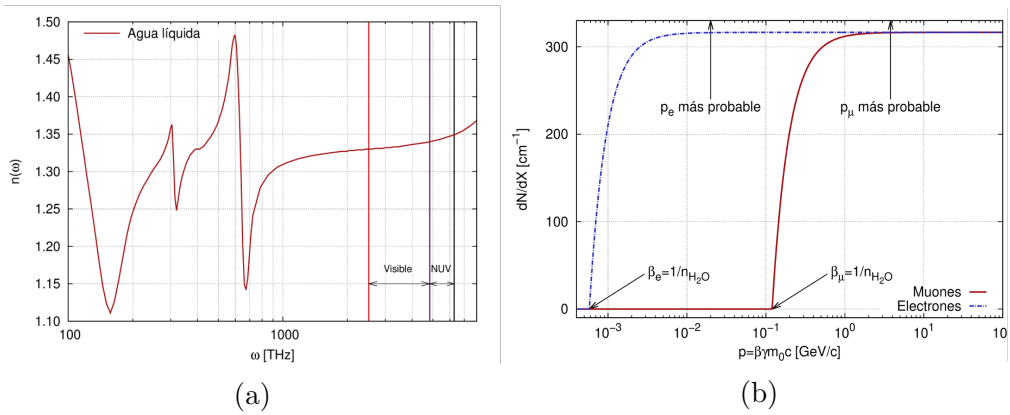 1.50
1.45
1.40
1.35
1.30
1.25
1.20
1.15
1.10
n(ω)
Água líquida
Visible
NUV
100
1000
ω [THz]
(a)
300
200
100
0
dN/dX [cm⁻¹]
pₑ más probable
p_μ más probable
βₑ=1/n_H₂O
β_μ=1/n_H₂O
Muones
Electrones
10⁻³
10⁻²
10⁻¹
10⁰
10¹
10
p=βγm₀c [GeV/c]
(b)